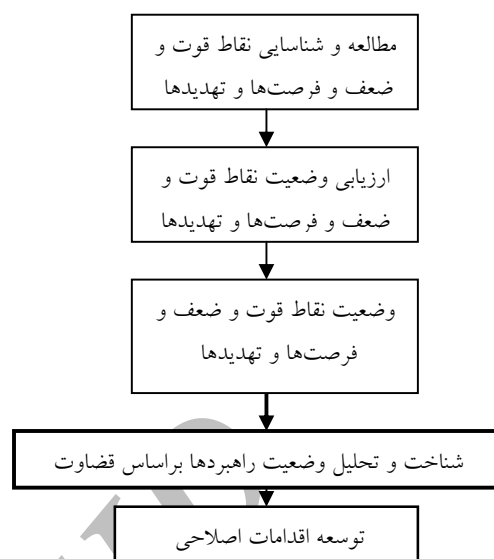 مطالعه و شناسایی نقاط قوت و
ضعف و فرصت‌ها و تهدیدها
ارزیابی وضعیت نقاط قوت و
ضعف و فرصت‌ها و تهدیدها
وضعیت نقاط قوت و ضعف و
فرصت‌ها و تهدیدها
شناخت و تحلیل وضعیت راهبردها براساس قضاوت
توسعه اقدامات اصلاحی